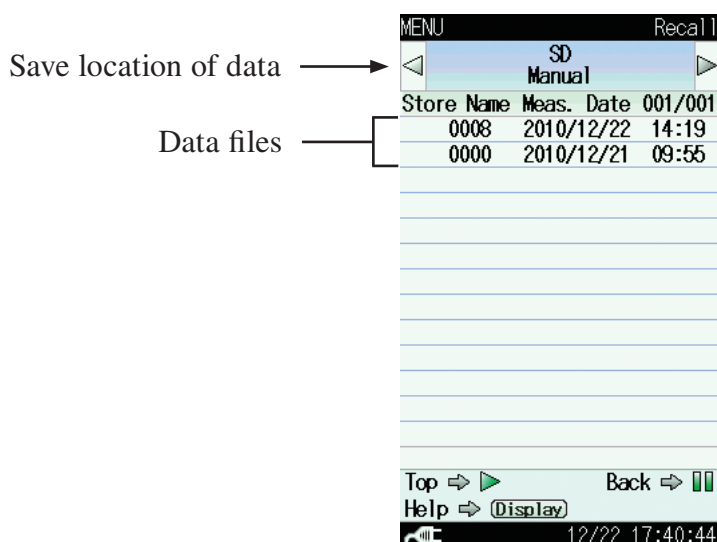 MENU Recall
SD
Manual
Save location of data
Store Name Meas. Date 001/001
0008 2010/12/22 14:19
0000 2010/12/21 09:55
Data files
Top ⇨ ▷ Back ⇨ ▯▯
Help ⇨ (Display)
12/22 17:40:44